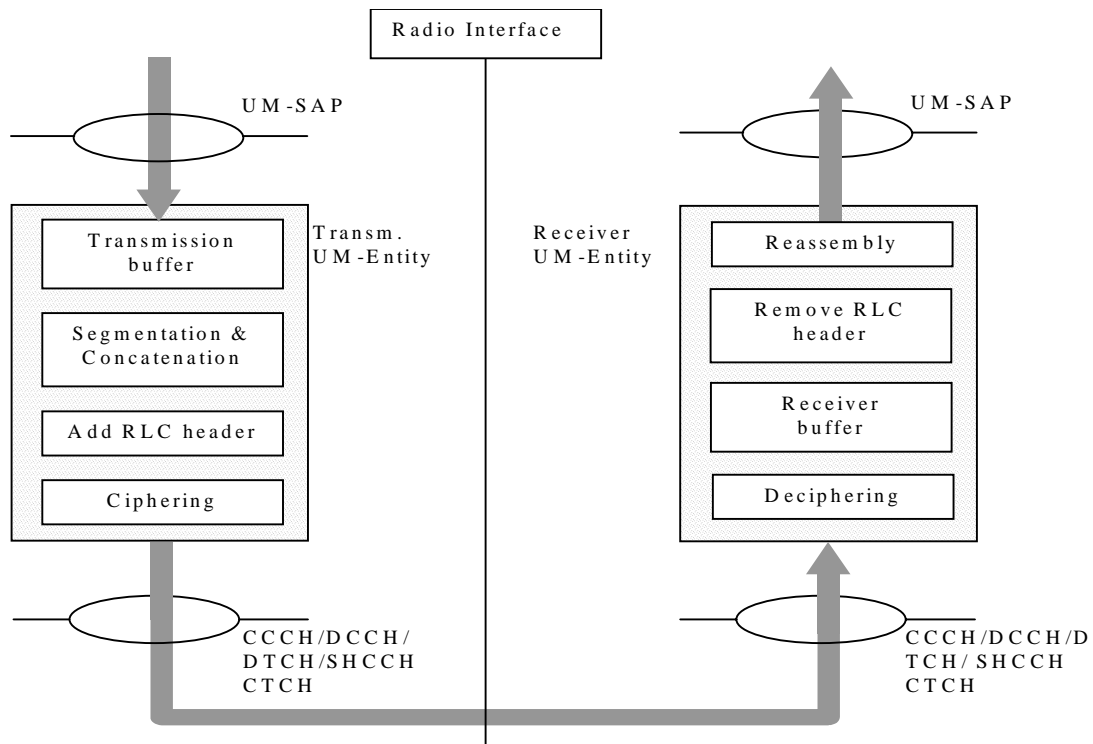 Radio Interface
UM-SAP
UM-SAP
Transmission
buffer
Transm.
UM-Entity
Segmentation &
Concatenation
Add RLC header
Ciphering
CCCH/DCCH/
DTCH/SHCCH
CTCH
Receiver
UM-Entity
Reassembly
Remove RLC
header
Receiver
buffer
Deciphering
CCCH/DCCH/D
TCH/ SHCCH
CTCH